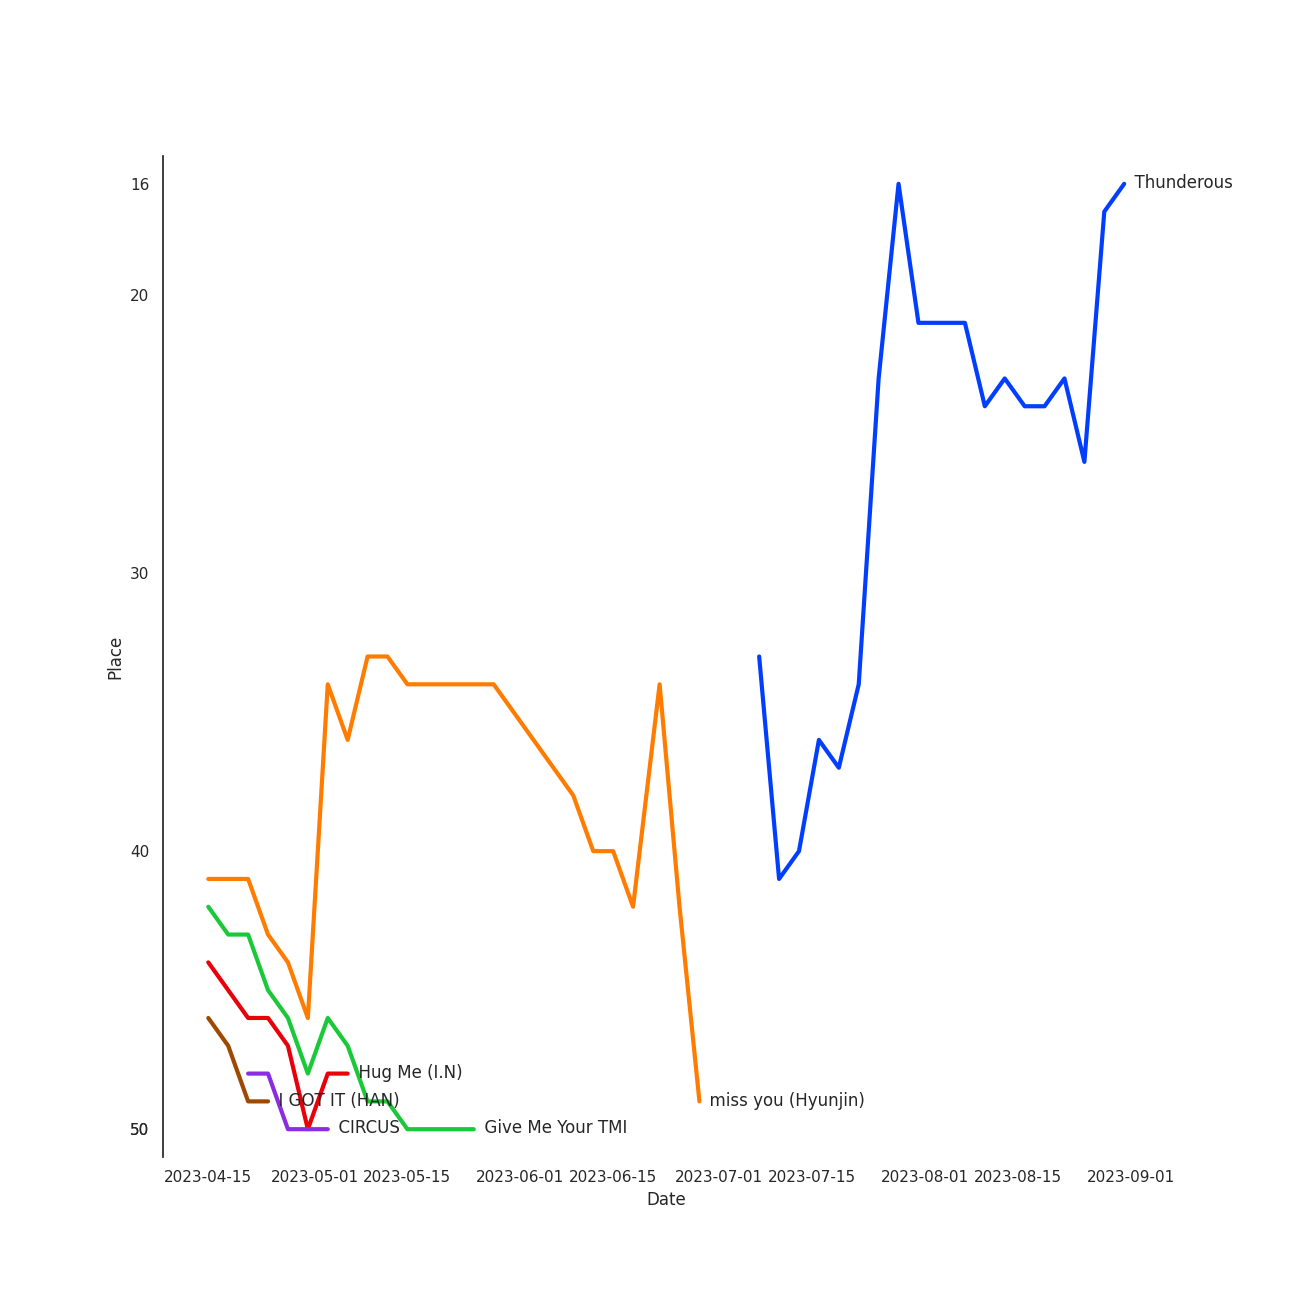 16
Thunderous
20
30
Place
40
Hug Me (I.N)
I GOT IT (HAN)
miss you (Hyunjin)
50
CIRCUS
Give Me Your TMI
2023-04-15
2023-05-01
2023-05-15
2023-06-01
2023-06-15
2023-07-01
2023-07-15
2023-08-01
2023-08-15
2023-09-01
Date